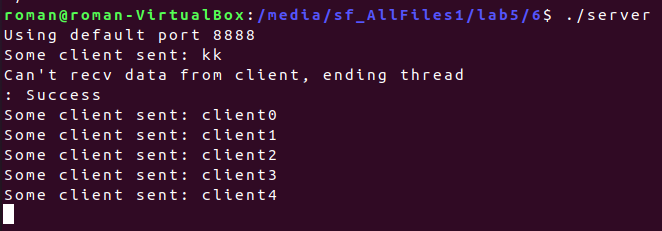 roman@roman-VirtualBox:/media/sf_AllFiles1/lab5/6$ ./server
Using default port 8888
Some client sent: kk
Can't recv data from client, ending thread
: Success
Some client sent: client0
Some client sent: client1
Some client sent: client2
Some client sent: client3
Some client sent: client4